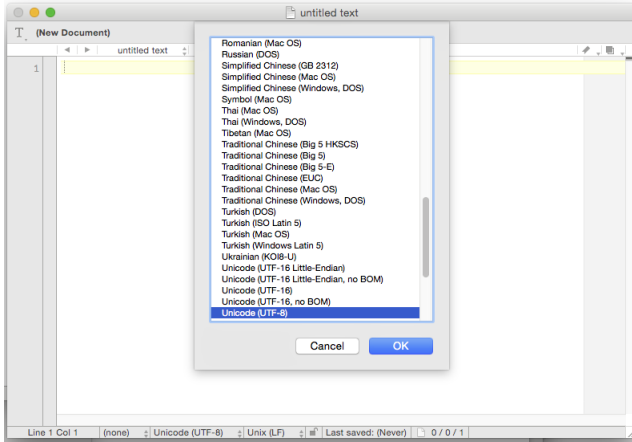 untitled text
(New Document)
untitled text
1
Romanian (Mac OS)
Russian (DOS)
Simplified Chinese (GB 2312)
Simplified Chinese (Mac OS)
Simplified Chinese (Windows, DOS)
Symbol (Mac OS)
Thai (Mac OS)
Thai (Windows, DOS)
Tibetan (Mac OS)
Traditional Chinese (Big 5 HKSCS)
Traditional Chinese (Big 5)
Traditional Chinese (Big 5-E)
Traditional Chinese (EUC)
Traditional Chinese (Mac OS)
Traditional Chinese (Windows, DOS)
Turkish (DOS)
Turkish (ISO Latin 5)
Turkish (Mac OS)
Turkish (Windows Latin 5)
Ukrainian (KOI8-U)
Unicode (UTF-16 Little-Endian)
Unicode (UTF-16 Little-Endian, no BOM)
Unicode (UTF-16)
Unicode (UTF-16, no BOM)
Unicode (UTF-8)
Cancel OK
Line 1 Col 1 (none) Unicode (UTF-8) Unix (LF) Last saved: (Never) 0 / 0 / 1